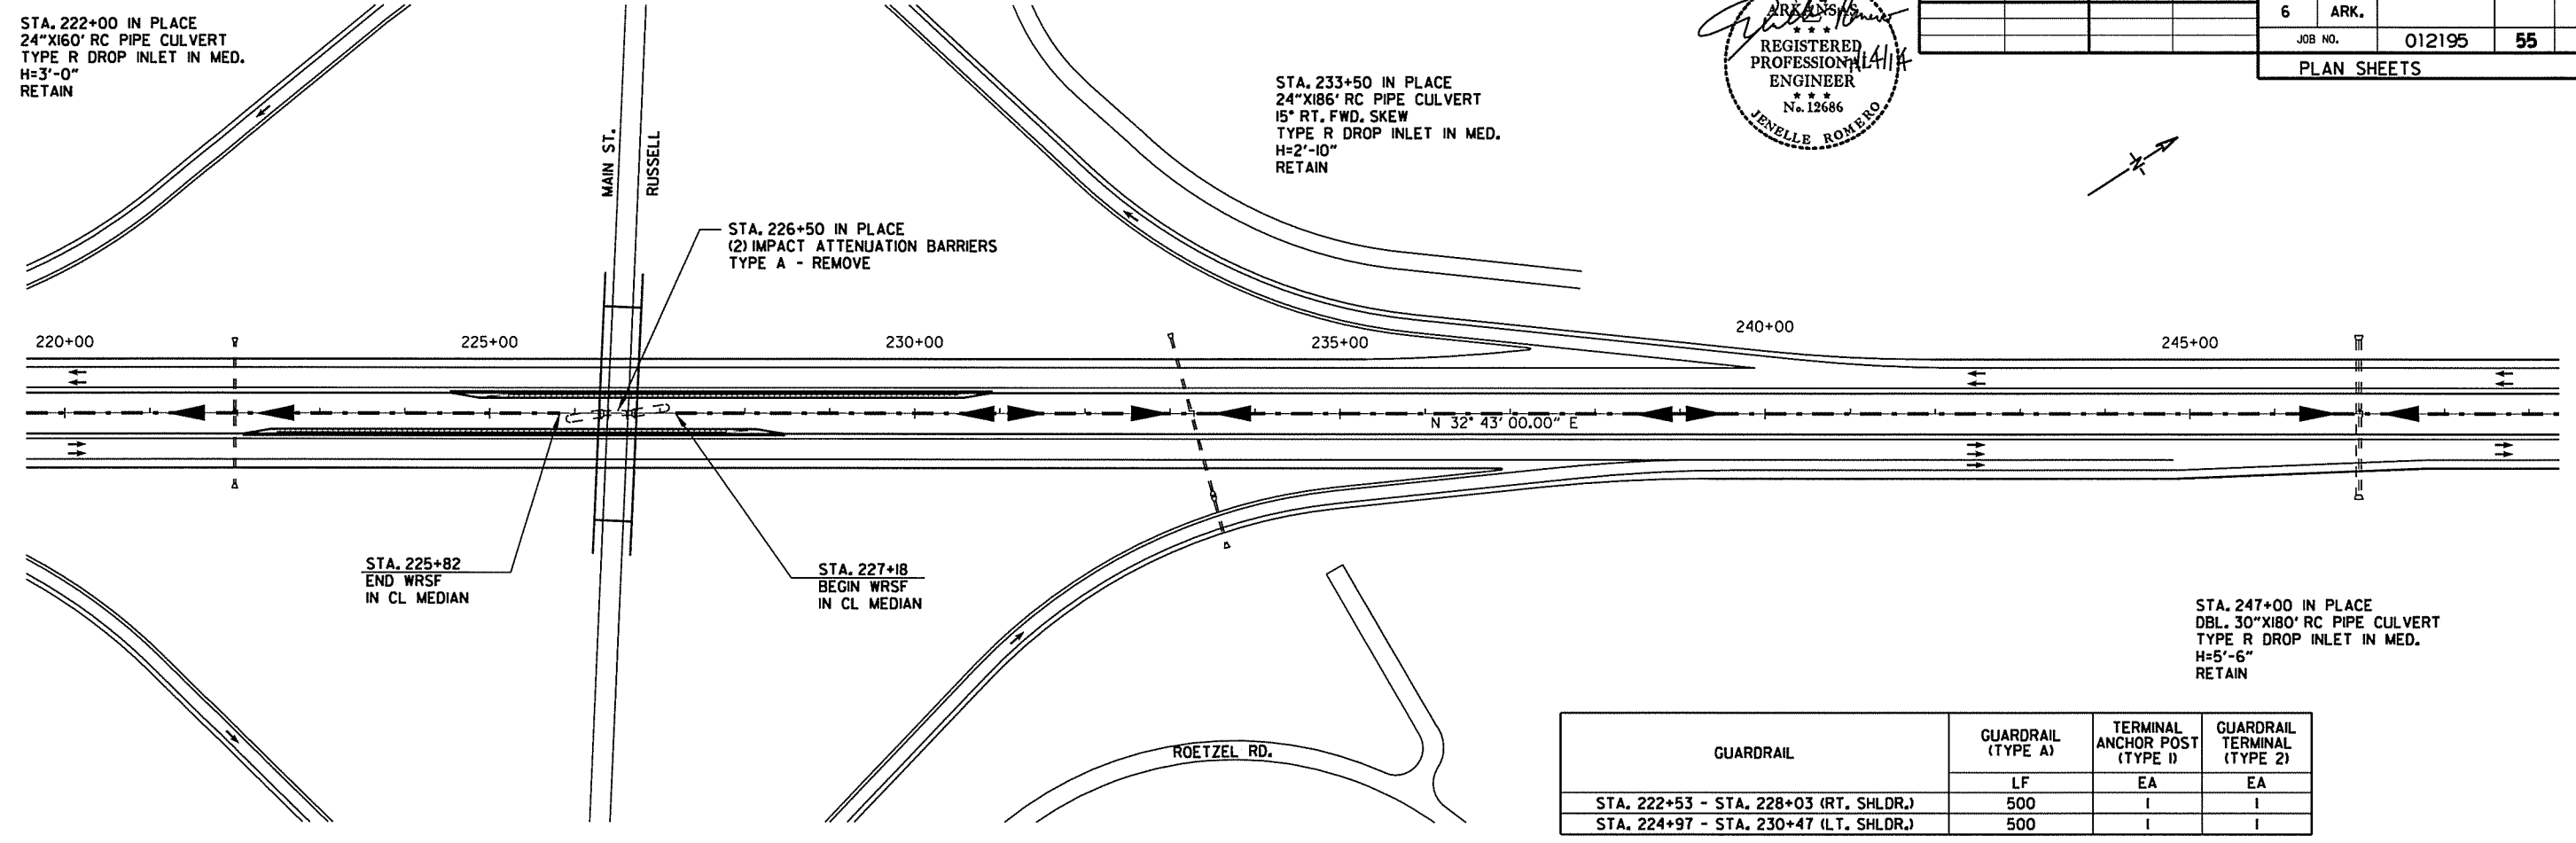 STA. 222+00 IN PLACE
24"X160' RC PIPE CULVERT
TYPE R DROP INLET IN MED.
H=3'-0"
RETAIN
MAIN ST.
RUSSELL
STA. 226+50 IN PLACE
(2) IMPACT ATTENUATION BARRIERS
TYPE A - REMOVE
STA. 233+50 IN PLACE
24"X186' RC PIPE CULVERT
15° RT. FWD. SKEW
TYPE R DROP INLET IN MED.
H=2'-10"
RETAIN
ARKANSAS
★ ★ ★
REGISTERED
PROFESSIONAL
ENGINEER
★ ★ ★
No. 12686
JENELLE ROMERO
6 ARK.
JOB NO. 012195 55
PLAN SHEETS
N
220+00 225+00 230+00 235+00 240+00 245+00
N 32° 43' 00.00" E
STA. 225+82
END WRSF
IN CL MEDIAN
STA. 227+18
BEGIN WRSF
IN CL MEDIAN
STA. 247+00 IN PLACE
DBL. 30"X180' RC PIPE CULVERT
TYPE R DROP INLET IN MED.
H=5'-6"
RETAIN
ROETZEL RD.
GUARDRAIL
GUARDRAIL
(TYPE A)
TERMINAL
ANCHOR POST
(TYPE 1)
GUARDRAIL
TERMINAL
(TYPE 2)
LF EA EA
STA. 222+53 - STA. 228+03 (RT. SHLDR.) 500 1 1
STA. 224+97 - STA. 230+47 (LT. SHLDR.) 500 1 1